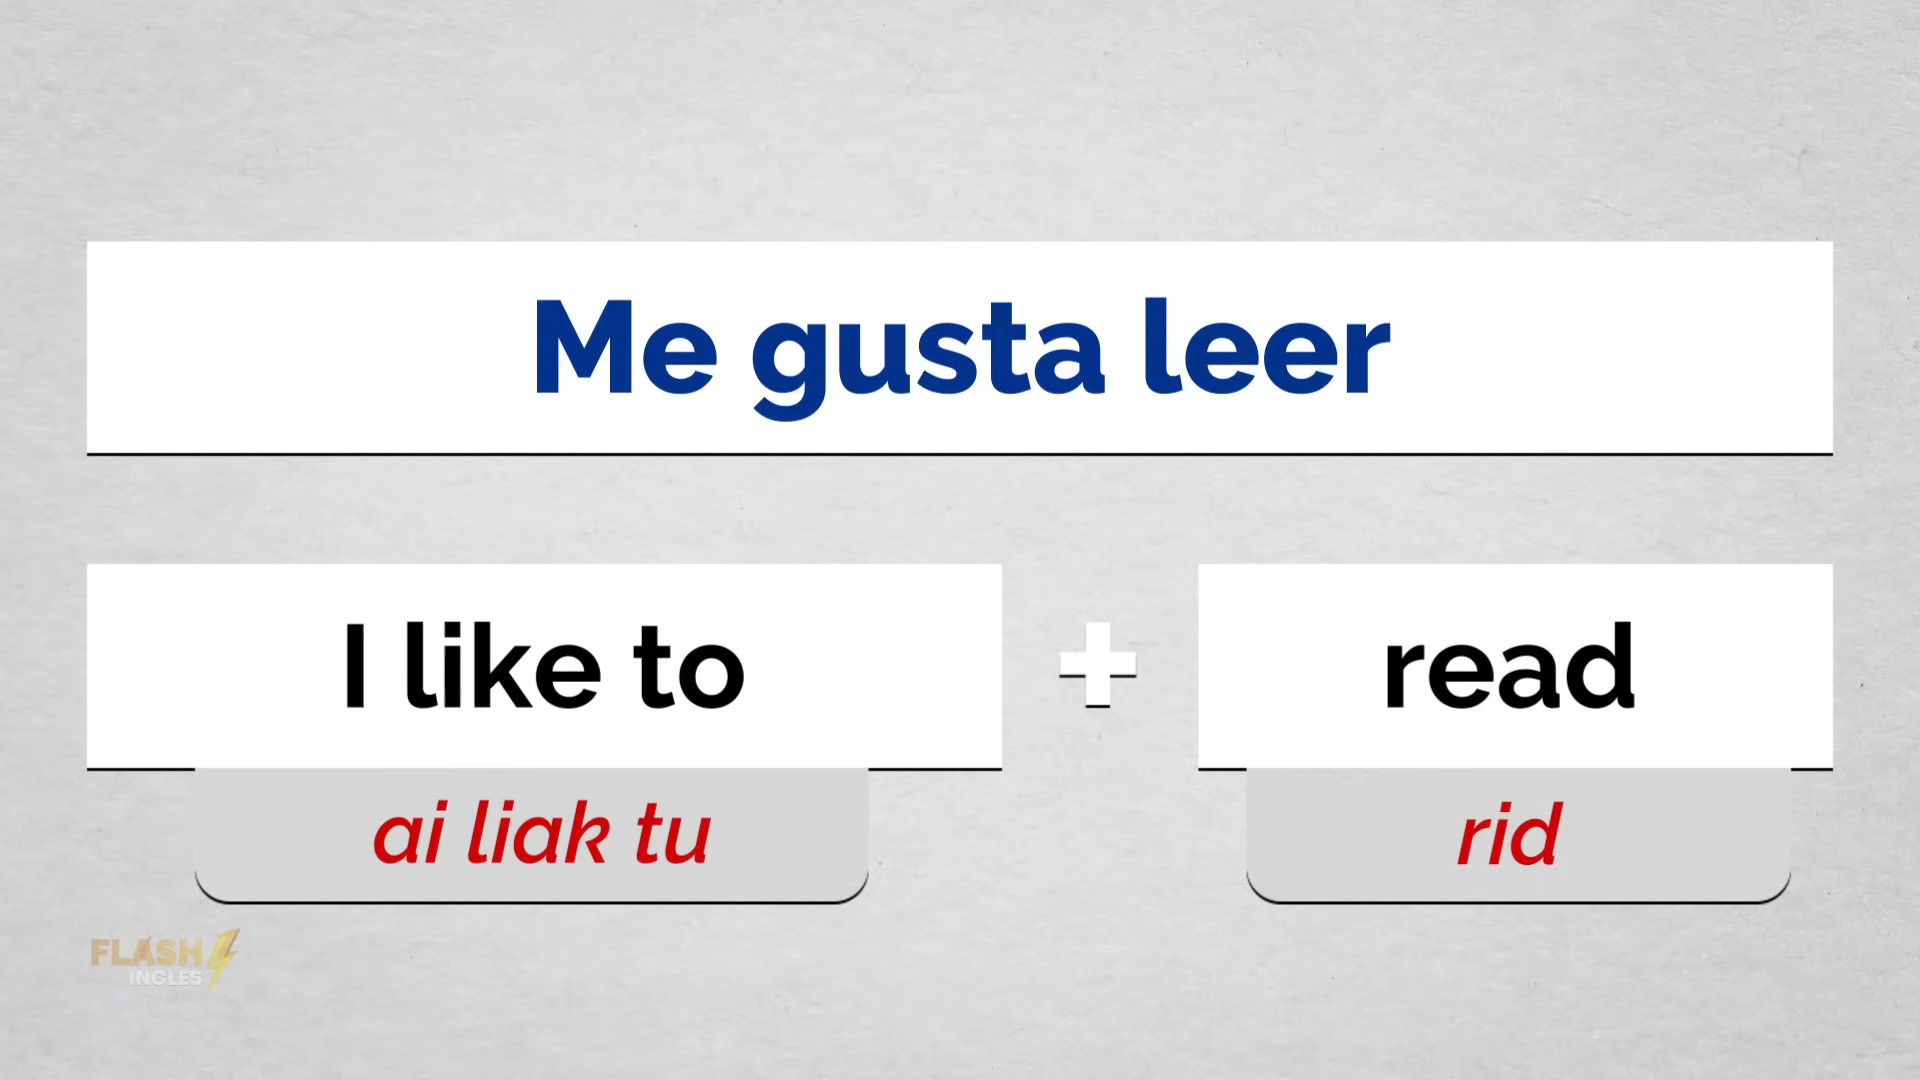 Me gusta leer
I like to + read
ai liak tu
rid
FLASH
INGLES